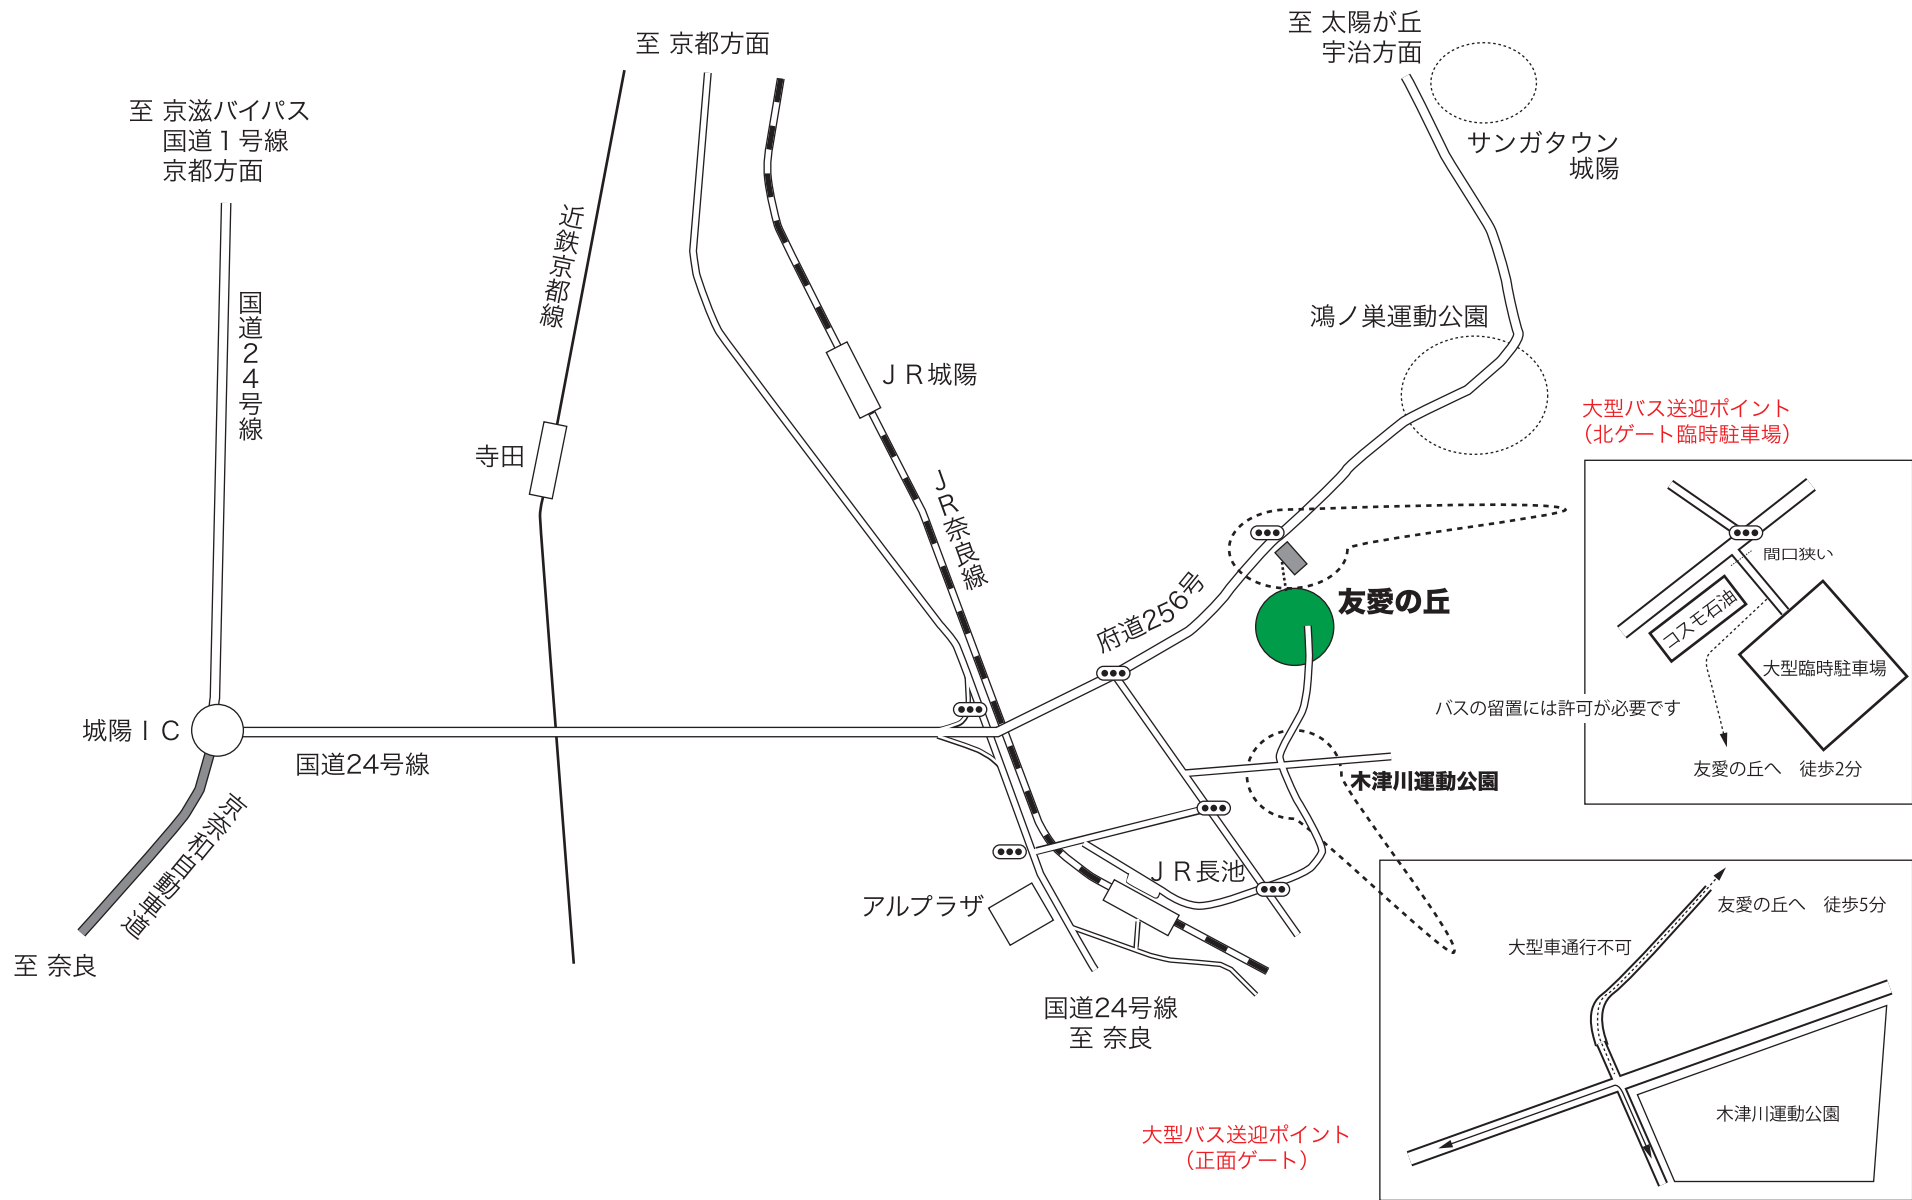 至 太陽が丘
宇治方面
至 京都方面
至 京滋バイパス
国道１号線
京都方面
サンガタウン
城陽
近鉄京都線
国道２４号線
鴻ノ巣運動公園
ＪＲ城陽
大型バス送迎ポイント
（北ゲート臨時駐車場）
寺田
ＪＲ奈良線
間口狭い
コスモ石油
大型臨時駐車場
友愛の丘
府道256号
バスの留置には許可が必要です
城陽ＩＣ
国道24号線
友愛の丘へ　徒歩2分
木津川運動公園
京奈和自動車道
ＪＲ長池
アルプラザ
友愛の丘へ　徒歩5分
大型車通行不可
至 奈良
国道24号線
至 奈良
木津川運動公園
大型バス送迎ポイント
（正面ゲート）